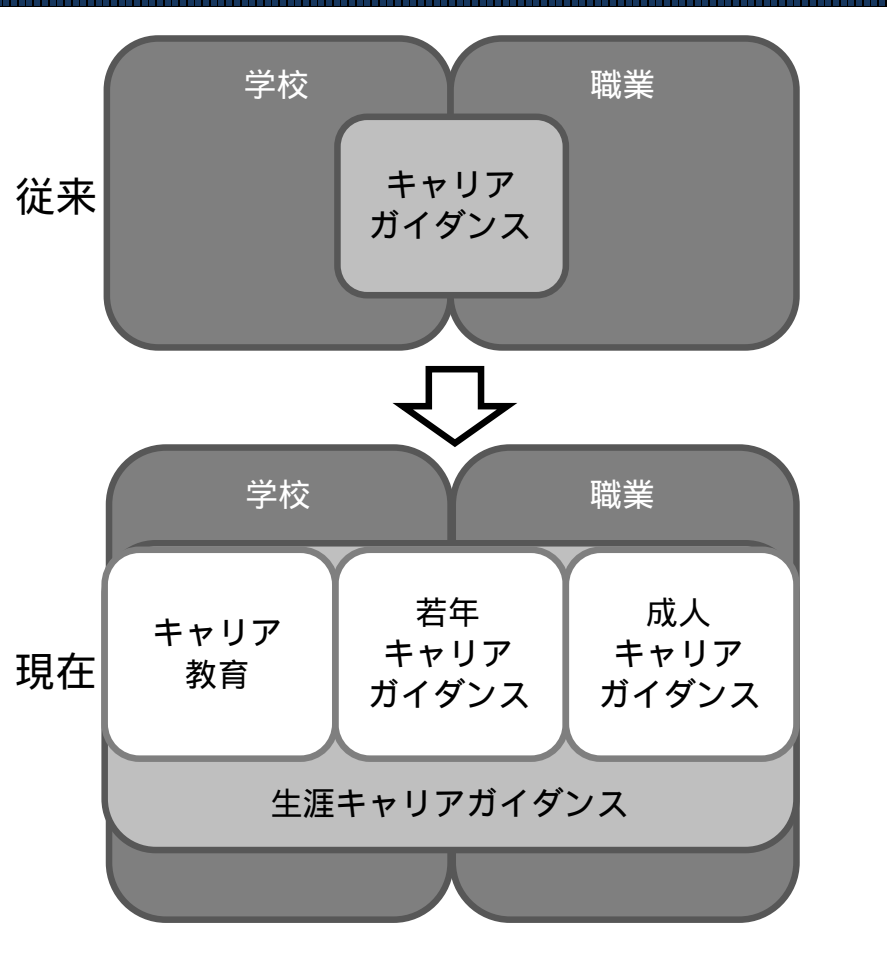 学校
職業
従来
キャリア
ガイダンス
学校
職業
現在
キャリア
教育
若年
キャリア
ガイダンス
成人
キャリア
ガイダンス
生涯キャリアガイダンス